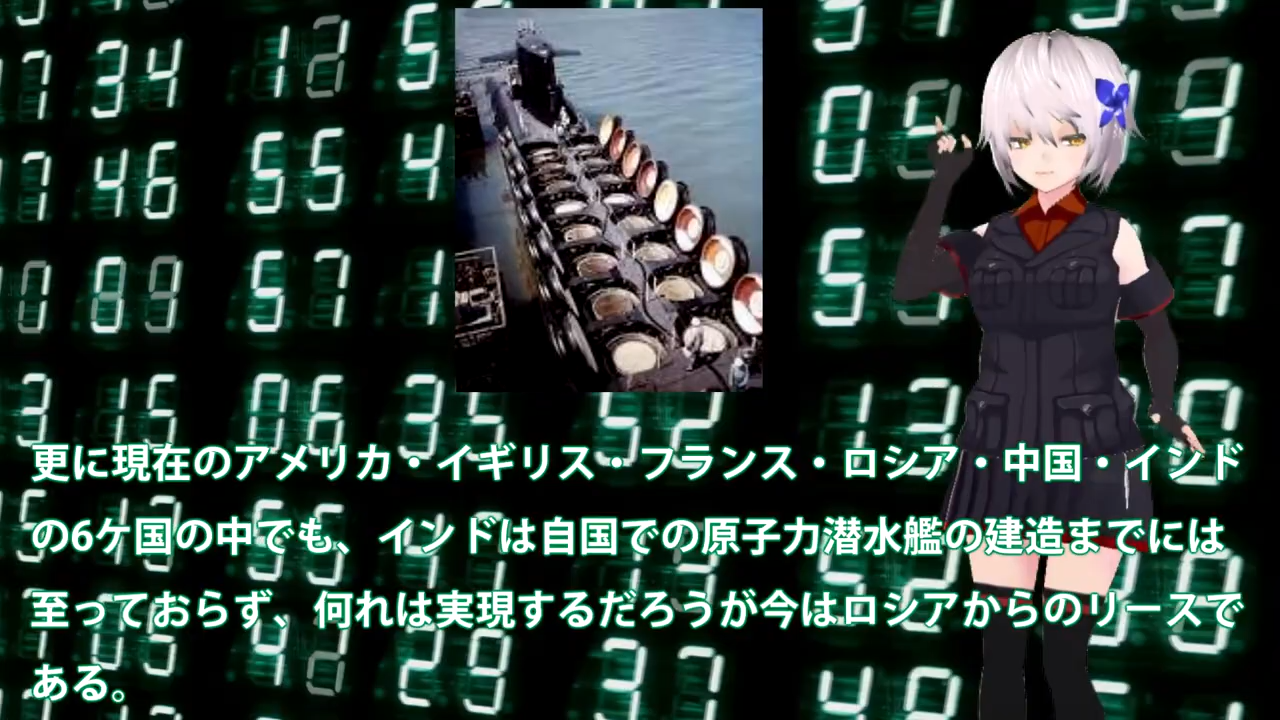 更に現在のアメリカ・イギリス・フランス・ロシア・中国・インド
の6ケ国の中でも、インドは自国での原子力潜水艦の建造までには
至っておらず、何れは実現するだろうが今はロシアからのリースで
ある。